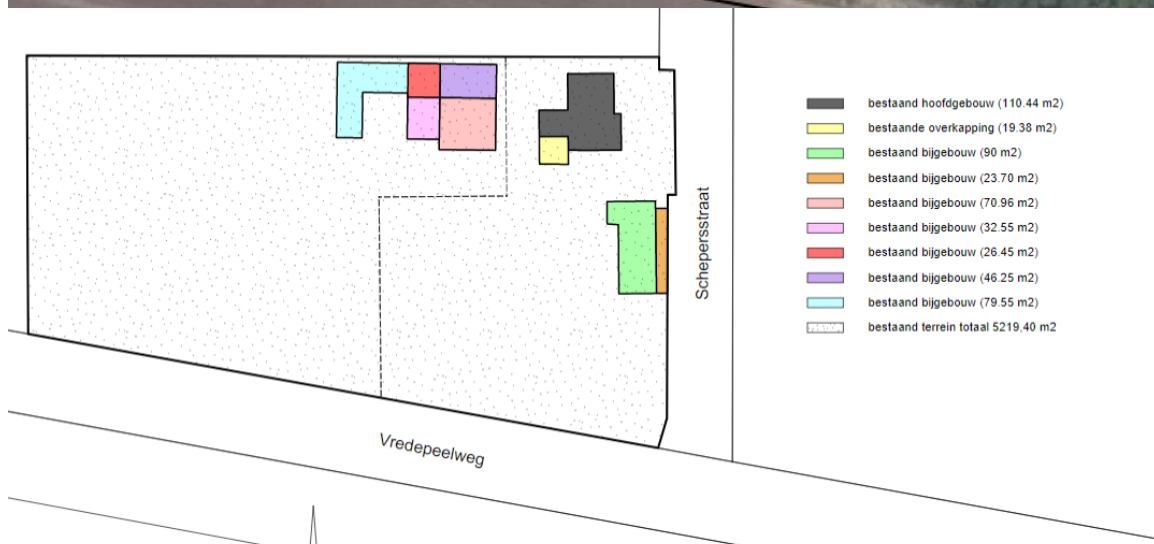 bestaand hoofdgebouw (110.44 m2)
bestaande overkapping (19.38 m2)
bestaand bijgebouw (90 m2)
bestaand bijgebouw (23.70 m2)
bestaand bijgebouw (70.96 m2)
bestaand bijgebouw (32.55 m2)
bestaand bijgebouw (26.45 m2)
bestaand bijgebouw (46.25 m2)
bestaand bijgebouw (79.55 m2)
bestaand terrein totaal 5219.40 m2
Schepersstraat
Vredepeelweg